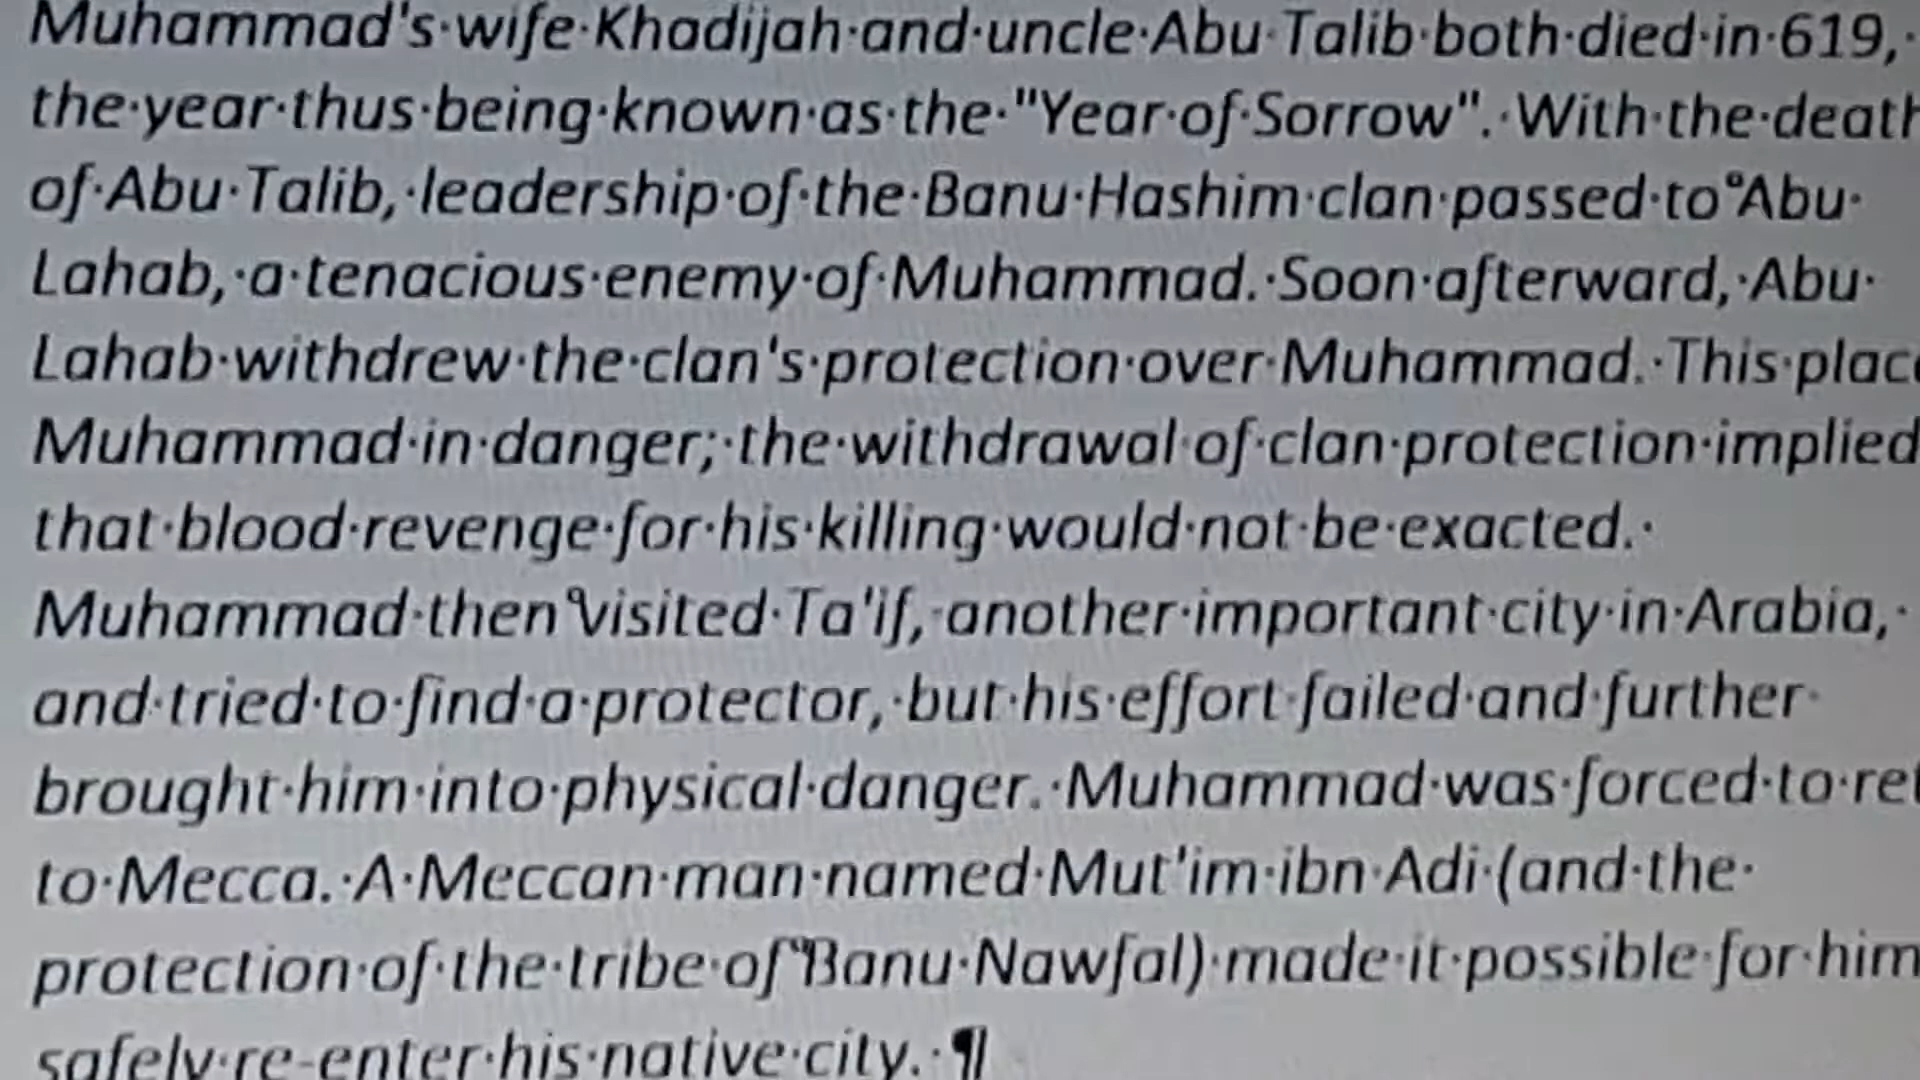 Muhammad's wife Khadijah and uncle Abu Talib both died in 619,
the year thus being known as the "Year of Sorrow". With the death
of Abu Talib, leadership of the Banu Hashim clan passed to Abu
Lahab, a tenacious enemy of Muhammad. Soon afterward, Abu
Lahab withdrew the clan's protection over Muhammad. This
Muhammad in danger; the withdrawal of clan protection implied
that blood revenge for his killing would not be exacted.
Muhammad then visited Ta'if, another important city in Arabia,
and tried to find a protector, but his effort failed and further
brought him into physical danger. Muhammad was forced to
to Mecca. A Meccan man named Mut'im ibn Adi (and the
protection of the tribe of Banu Nawfal) made it possible for him
safely re-enter his native city. ¶